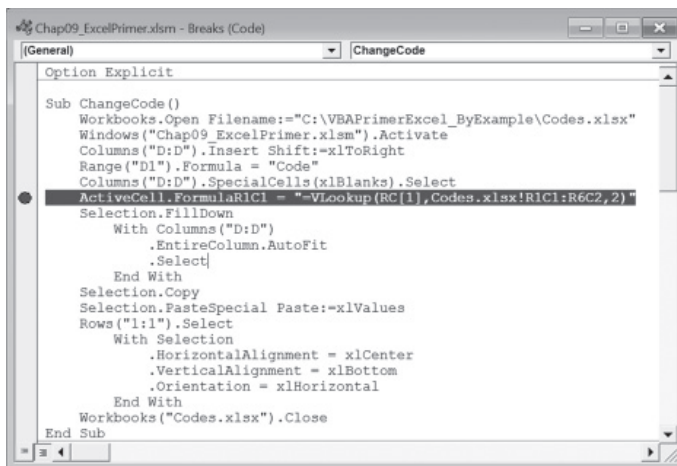 Chap09_ExcelPrimer.xlsm - Breaks (Code)
(General) ChangeCode
Option Explicit
Sub ChangeCode()
Workbooks.Open Filename:="C:\VBAPrimerExcel_ByExample\Codes.xlsx"
Windows("Chap09_ExcelPrimer.xlsm").Activate
Columns("D:D").Insert Shift:=xlToRight
Range("D1").Formula = "Code"
Columns("D:D").SpecialCells(xlBlanks).Select
ActiveCell.FormulaR1C1 = "=VLookup(RC[1],Codes.xlsx!R1C1:R6C2,2)"
Selection.FillDown
With Columns("D:D")
.EntireColumn.AutoFit
.Select
End With
Selection.Copy
Selection.PasteSpecial Paste:=xlValues
Rows("1:1").Select
With Selection
.HorizontalAlignment = xlCenter
.VerticalAlignment = xlBottom
.Orientation = xlHorizontal
End With
Workbooks("Codes.xlsx").Close
End Sub